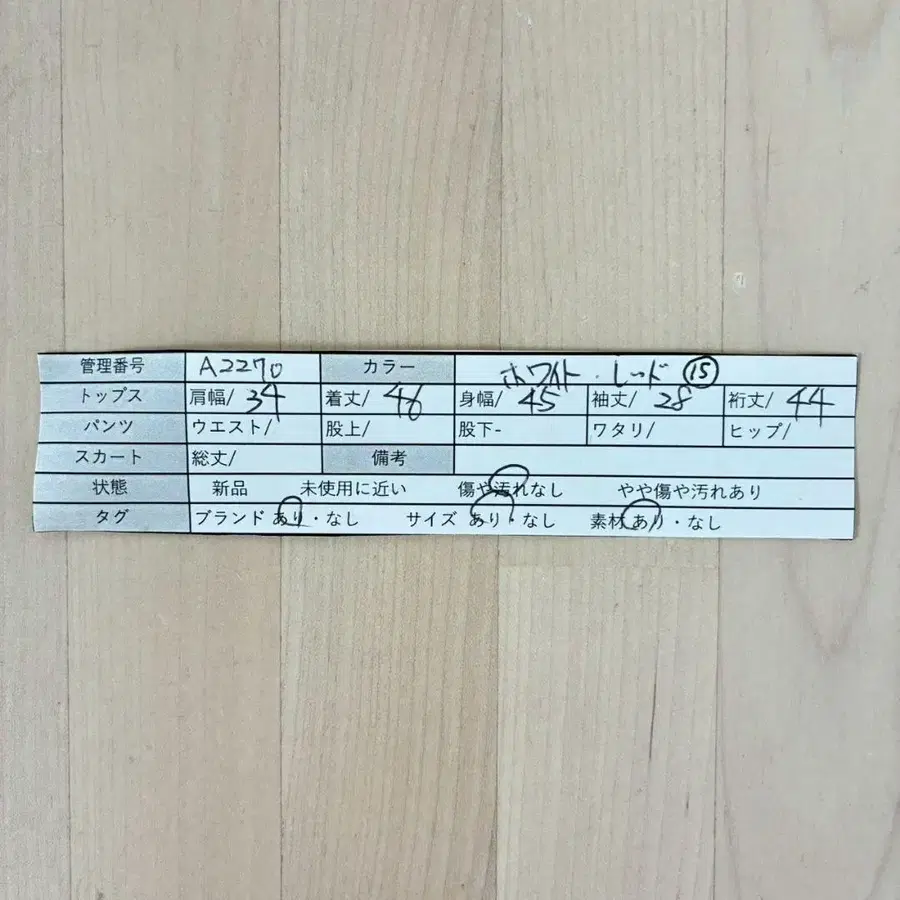 管理番号 A2270 カラー ホワイト・レッド ⑮
トップス 肩幅/ 34 着丈/ 46 身幅/ 45 袖丈/ 28 裄丈/ 44
パンツ ウエスト/ 股上/ 股下- ワタリ/ ヒップ/
スカート 総丈/ 備考
状態 新品 未使用に近い 傷や汚れなし やや傷や汚れあり
タグ ブランド あり・なし サイズ あり・なし 素材 あり・なし